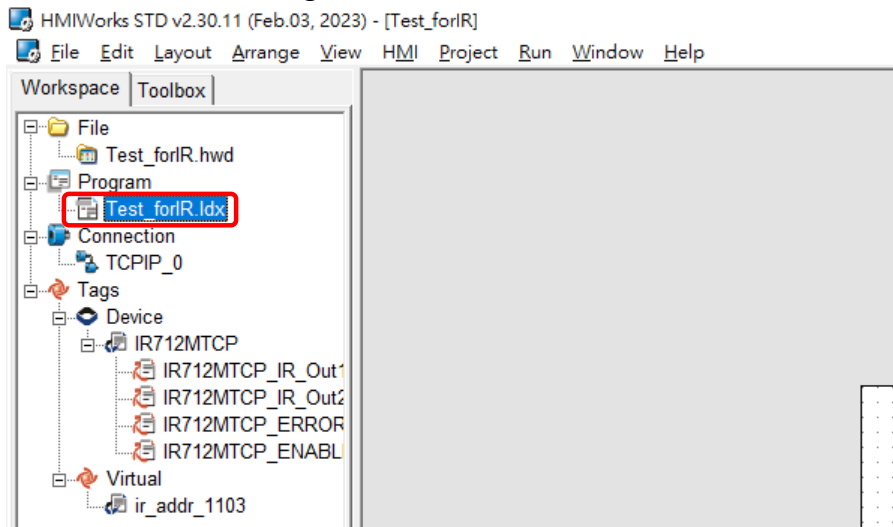 HMIWorks STD v2.30.11 (Feb.03, 2023) - [Test_forIR]
File Edit Layout Arrange View HMI Project Run Window Help
Workspace Toolbox
File
Test_forIR.hwd
Program
Test_forIR.ldx
Connection
TCPIP_0
Tags
Device
IR712MTCP
IR712MTCP_IR_Out1
IR712MTCP_IR_Out2
IR712MTCP_ERROR
IR712MTCP_ENABL
Virtual
ir_addr_1103